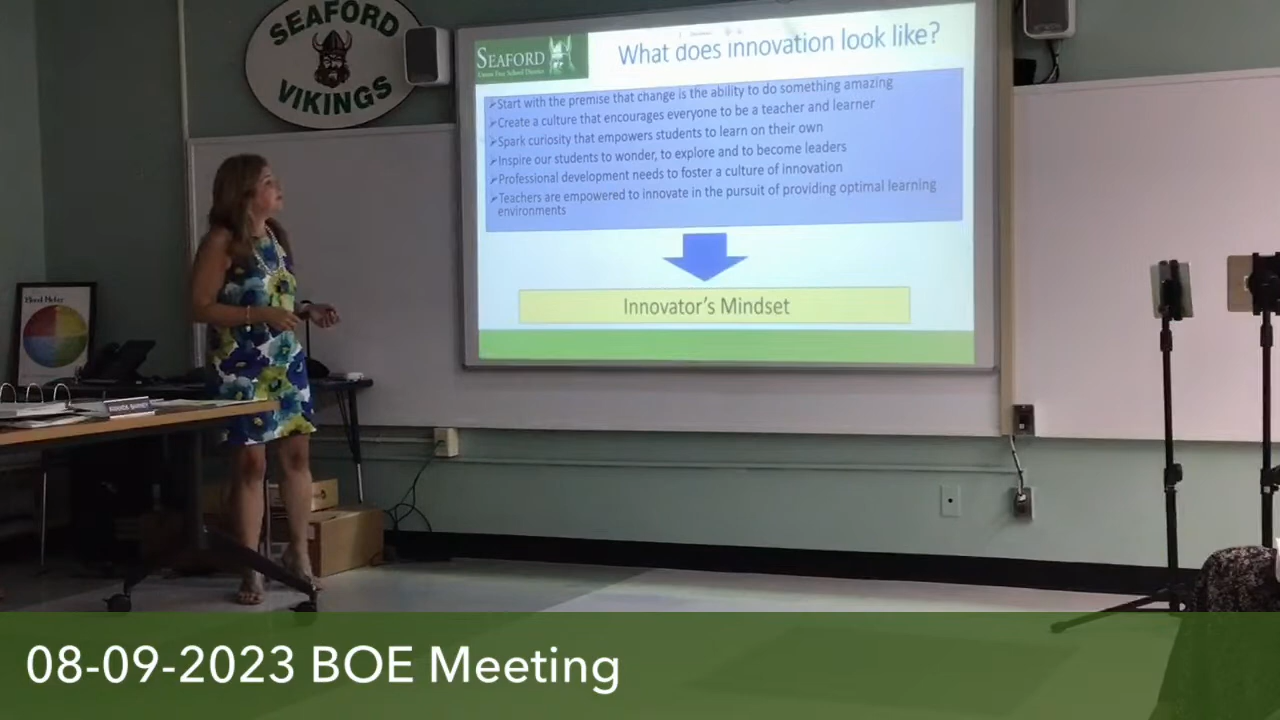 SEAFORD
VIKINGS
SEAFORD
Union Free School District
What does innovation look like?
➢Start with the premise that change is the ability to do something amazing
➢Create a culture that encourages everyone to be a teacher and learner
➢Spark curiosity that empowers students to learn on their own
➢Inspire our students to wonder, to explore and to become leaders
➢Professional development needs to foster a culture of innovation
➢Teachers are empowered to innovate in the pursuit of providing optimal learning
environments
Innovator's Mindset
08-09-2023 BOE Meeting